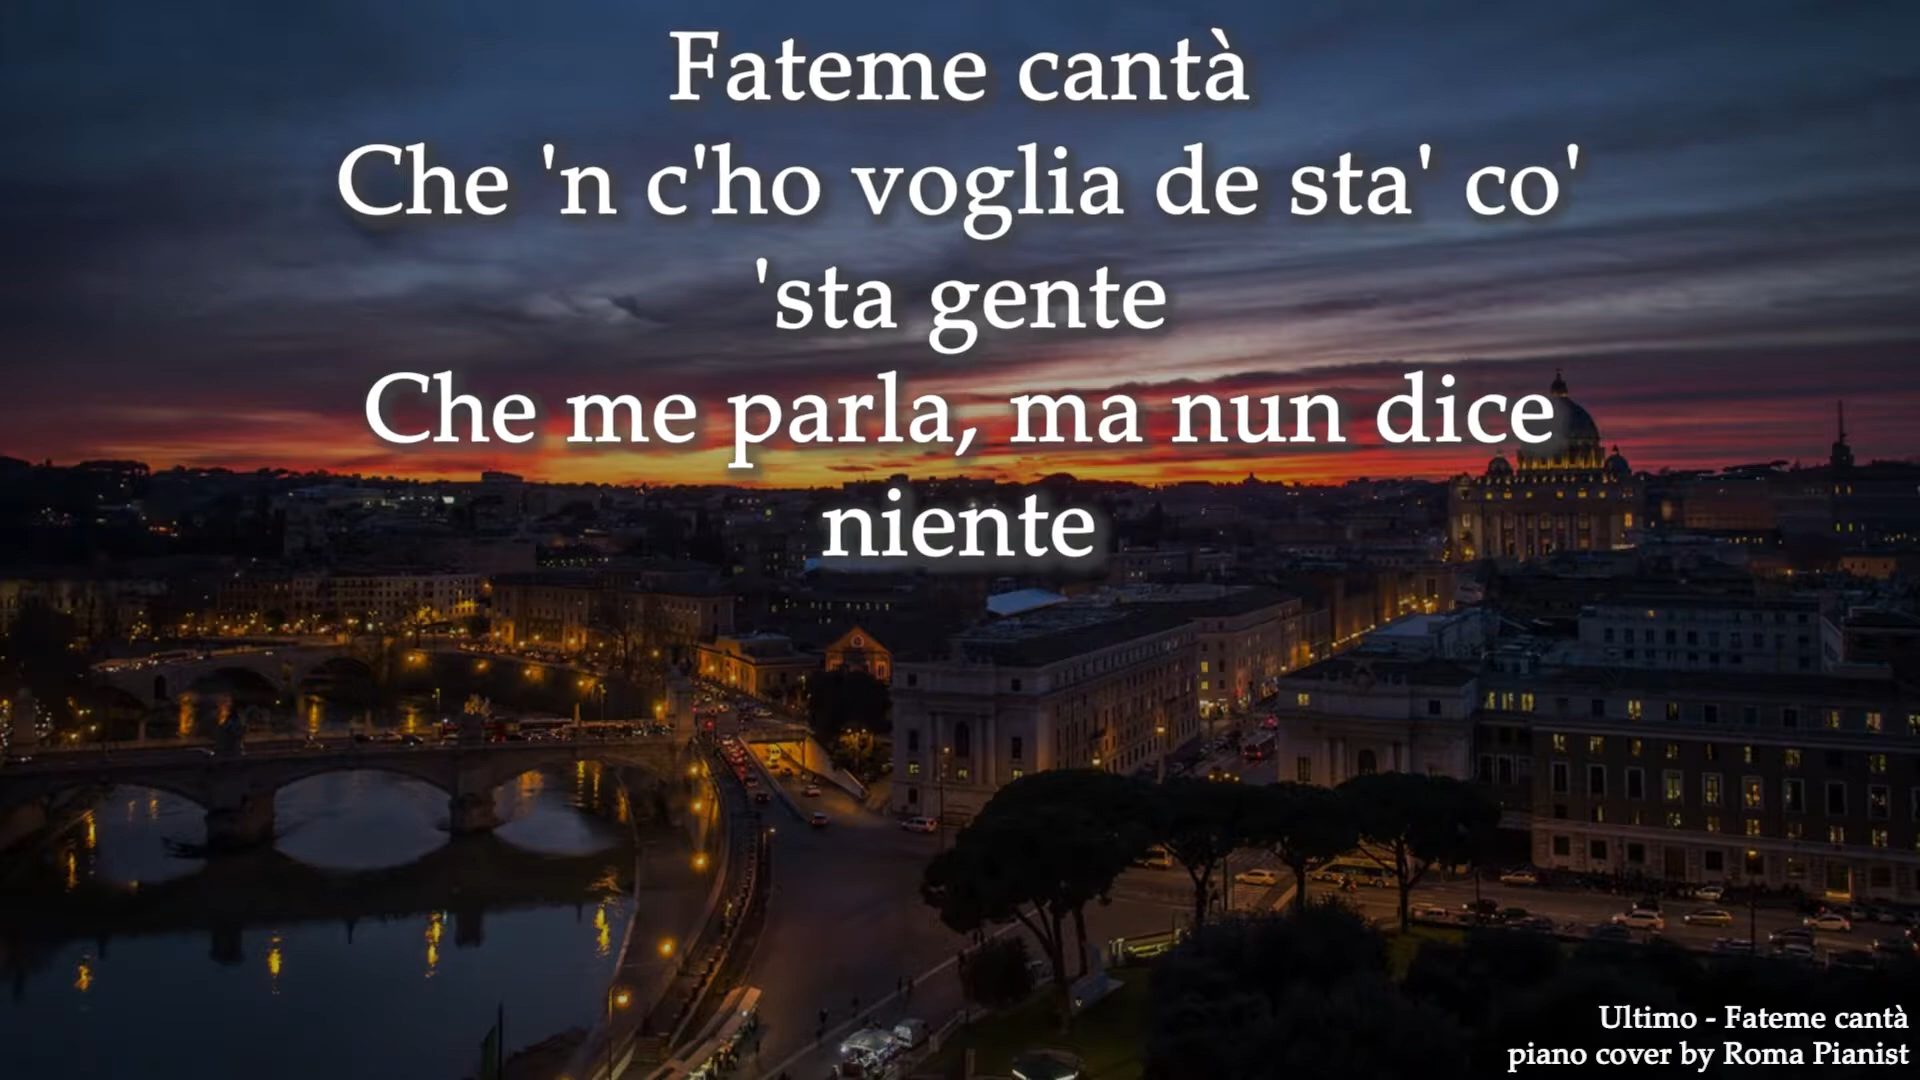 Fateme cantà
Che 'n c'ho voglia de sta' co'
'sta gente
Che me parla, ma nun dice
niente
Ultimo - Fateme cantà
piano cover by Roma Pianist